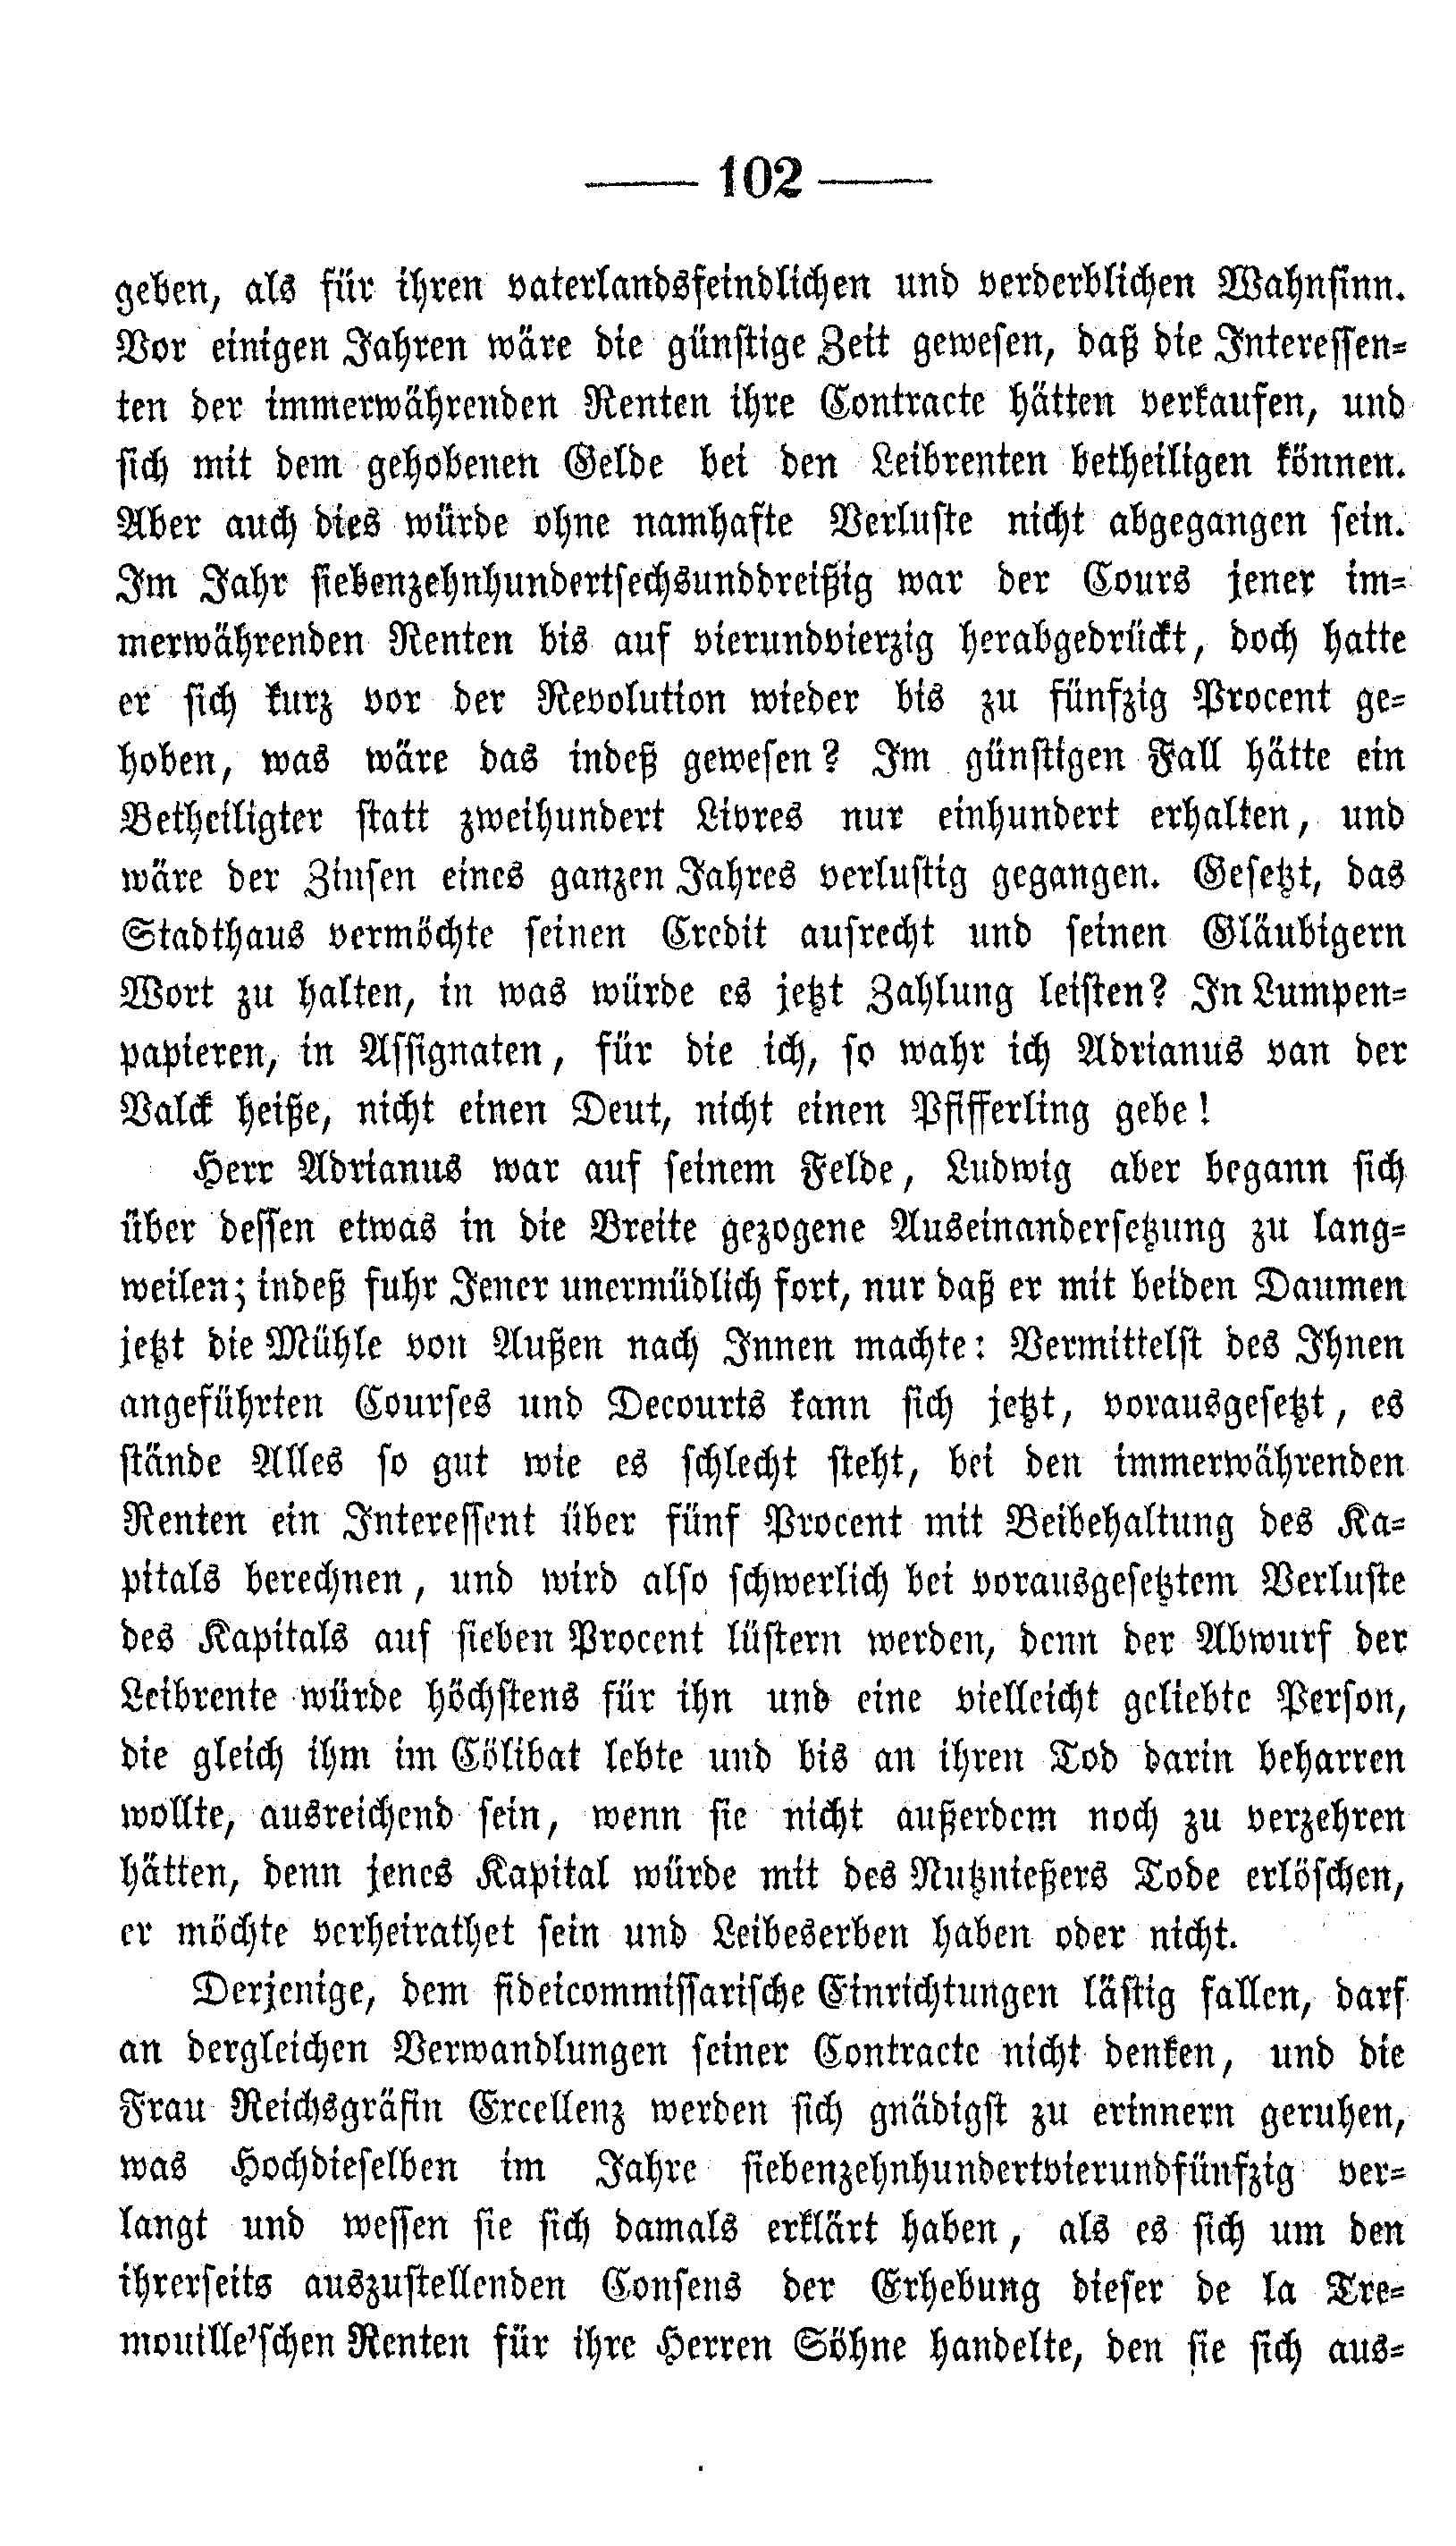 — 102 —
geben, als für ihren vaterlandsfeindlichen und verderblichen Wahnsinn.
Vor einigen Jahren wäre die günstige Zeit gewesen, daß die Interessen-
ten der immerwährenden Renten ihre Contracte hätten verkaufen, und
sich mit dem gehobenen Gelde bei den Leibrenten betheiligen können.
Aber auch dies würde ohne namhafte Verluste nicht abgegangen sein.
Im Jahr siebenzehnhundertsechsunddreißig war der Cours jener im-
merwährenden Renten bis auf vierundvierzig herabgedrückt, doch hatte
er sich kurz vor der Revolution wieder bis zu fünfzig Procent ge-
hoben, was wäre das indeß gewesen? Im günstigen Fall hätte ein
Betheiligter statt zweihundert Livres nur einhundert erhalten, und
wäre der Zinsen eines ganzen Jahres verlustig gegangen. Gesetzt, das
Stadthaus vermöchte seinen Credit aufrecht und seinen Gläubigern
Wort zu halten, in was würde es jetzt Zahlung leisten? In Lumpen-
papieren, in Assignaten, für die ich, so wahr ich Adrianus van der
Valck heiße, nicht einen Deut, nicht einen Pfifferling gebe!
Herr Adrianus war auf seinem Felde, Ludwig aber begann sich
über dessen etwas in die Breite gezogene Auseinandersetzung zu lang-
weilen; indeß fuhr Jener unermüdlich fort, nur daß er mit beiden Daumen
jetzt die Mühle von Außen nach Innen machte: Vermittelst des Ihnen
angeführten Courses und Decourts kann sich jetzt, vorausgesetzt, es
stände Alles so gut wie es schlecht steht, bei den immerwährenden
Renten ein Interessent über fünf Procent mit Beibehaltung des Ka-
pitals berechnen, und wird also schwerlich bei vorausgesetztem Verluste
des Kapitals auf sieben Procent lüstern werden, denn der Abwurf der
Leibrente würde höchstens für ihn und eine vielleicht geliebte Person,
die gleich ihm im Cölibat lebte und bis an ihren Tod darin beharren
wollte, ausreichend sein, wenn sie nicht außerdem noch zu verzehren
hätten, denn jenes Kapital würde mit des Nutznießers Tode erlöschen,
er möchte verheirathet sein und Leibeserben haben oder nicht.
Derjenige, dem fideicommissarische Einrichtungen lästig fallen, darf
an dergleichen Verwandlungen seiner Contracte nicht denken, und die
Frau Reichsgräfin Excellenz werden sich gnädigst zu erinnern geruhen,
was Hochdieselben im Jahre siebenzehnhundertvierundfünfzig ver-
langt und wessen sie sich damals erklärt haben, als es sich um den
ihrerseits auszustellenden Consens der Erhebung dieser de la Tre-
mouille'schen Renten für ihre Herren Söhne handelte, den sie sich aus-